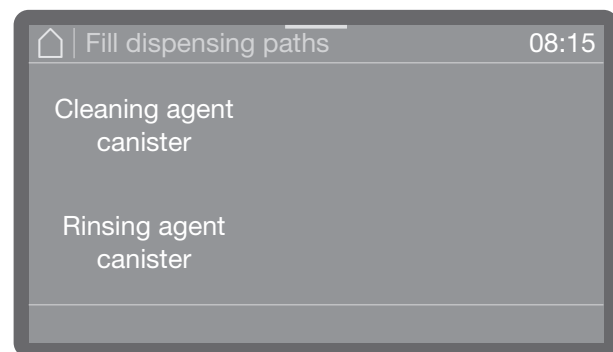 Fill dispensing paths 08:15
Cleaning agent
canister
Rinsing agent
canister